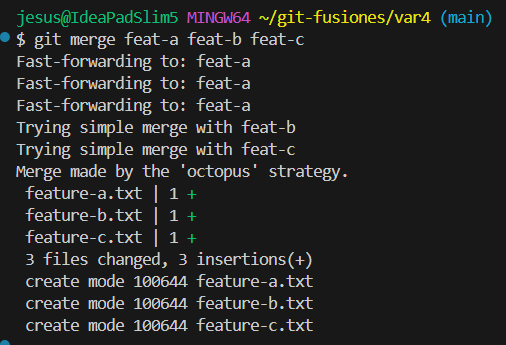 jesus@IdeaPadSlim5 MINGW64 ~/git-fusiones/var4 (main)
$ git merge feat-a feat-b feat-c
Fast-forwarding to: feat-a
Fast-forwarding to: feat-a
Fast-forwarding to: feat-a
Trying simple merge with feat-b
Trying simple merge with feat-c
Merge made by the 'octopus' strategy.
 feature-a.txt | 1 +
 feature-b.txt | 1 +
 feature-c.txt | 1 +
 3 files changed, 3 insertions(+)
 create mode 100644 feature-a.txt
 create mode 100644 feature-b.txt
 create mode 100644 feature-c.txt